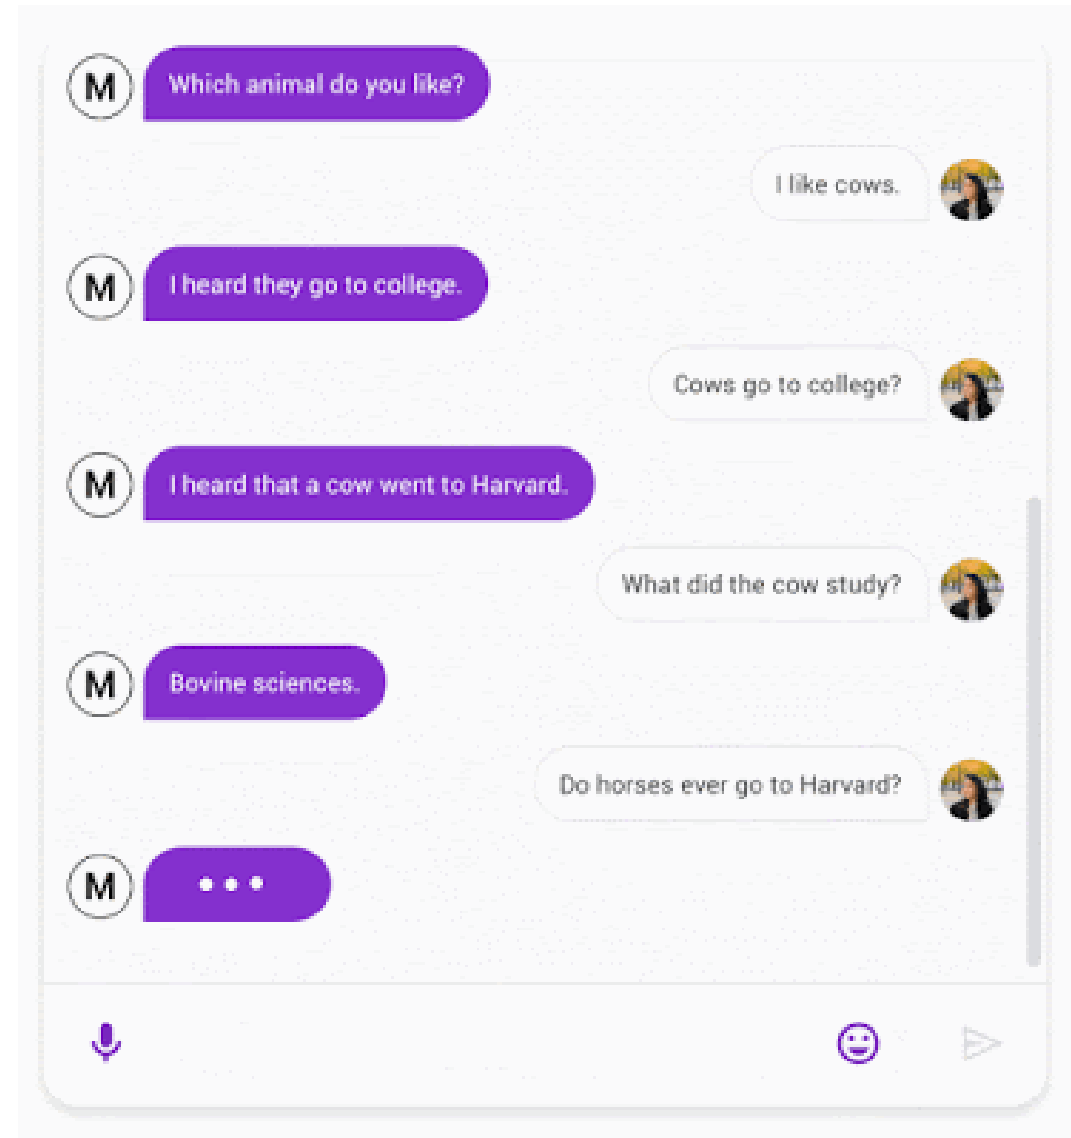 M Which animal do you like?
I like cows.
M I heard they go to college.
Cows go to college?
M I heard that a cow went to Harvard.
What did the cow study?
M Bovine sciences.
Do horses ever go to Harvard?
M